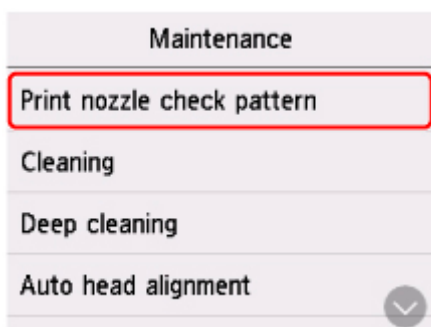 Maintenance
Print nozzle check pattern
Cleaning
Deep cleaning
Auto head alignment